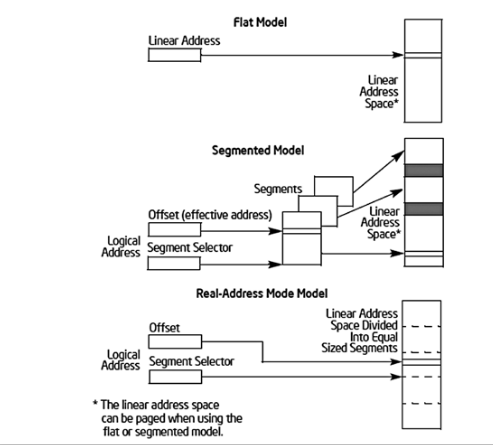 Flat Model
Linear Address
Linear
Address
Space*
Segmented Model
Segments
Offset (effective address)
Logical
Address
Segment Selector
Linear
Address
Space*
Real-Address Mode Model
Linear Address
Space Divided
Into Equal
Sized Segments
Offset
Logical
Address
Segment Selector
* The linear address space
can be paged when using the
flat or segmented model.